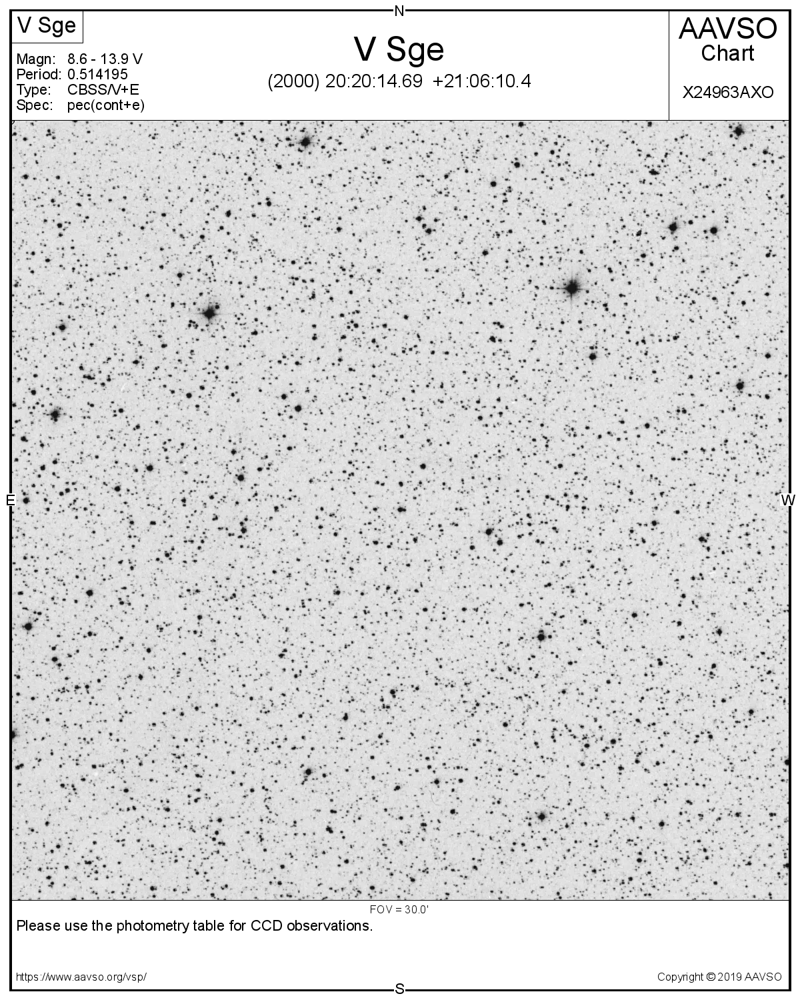 N
V Sge
Magn: 8.6 - 13.9 V
Period: 0.514195
Type: CBSS/V+E
Spec: pec(cont+e)
V Sge
(2000) 20:20:14.69 +21:06:10.4
AAVSO
Chart
X24963AXO
E
W
FOV = 30.0'
Please use the photometry table for CCD observations.
https://www.aavso.org/vsp/
Copyright © 2019 AAVSO
S